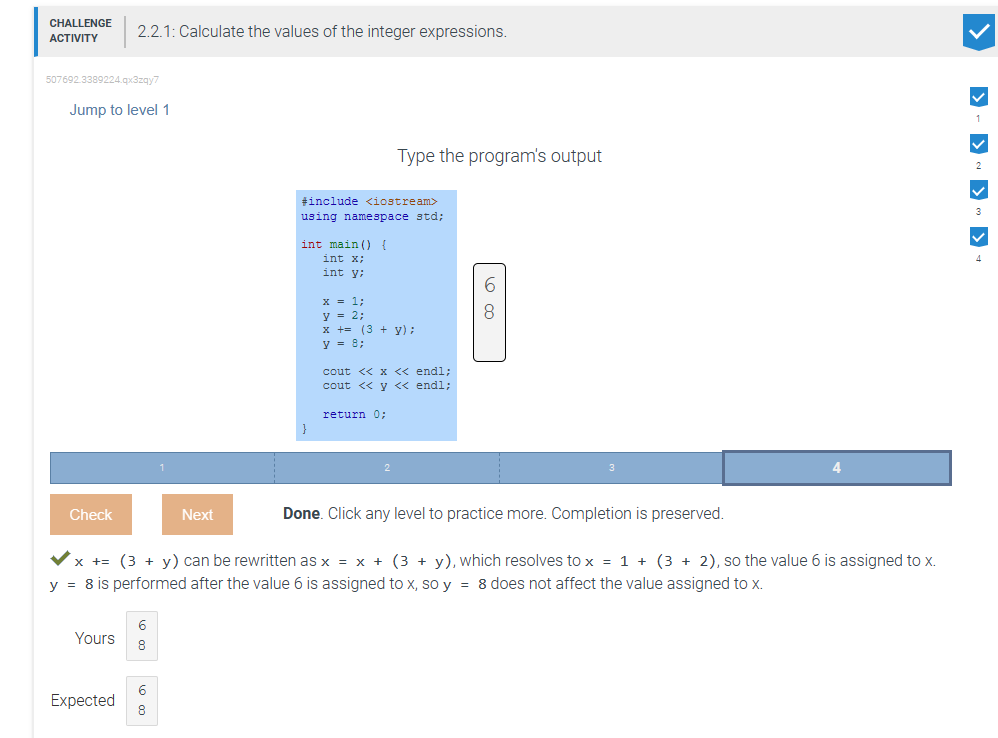 CHALLENGE
ACTIVITY
2.2.1: Calculate the values of the integer expressions.
507692.3389224.qx3zqy7
Jump to level 1
1
2
3
4
Type the program's output
#include <iostream>
using namespace std;
int main() {
int x;
int y;
x = 1;
y = 2;
x += (3 + y);
y = 8;
cout << x << endl;
cout << y << endl;
return 0;
}
6
8
1 2 3 4
Check Next Done. Click any level to practice more. Completion is preserved.
x += (3 + y) can be rewritten as x = x + (3 + y), which resolves to x = 1 + (3 + 2), so the value 6 is assigned to x.
y = 8 is performed after the value 6 is assigned to x, so y = 8 does not affect the value assigned to x.
Yours
6
8
Expected
6
8